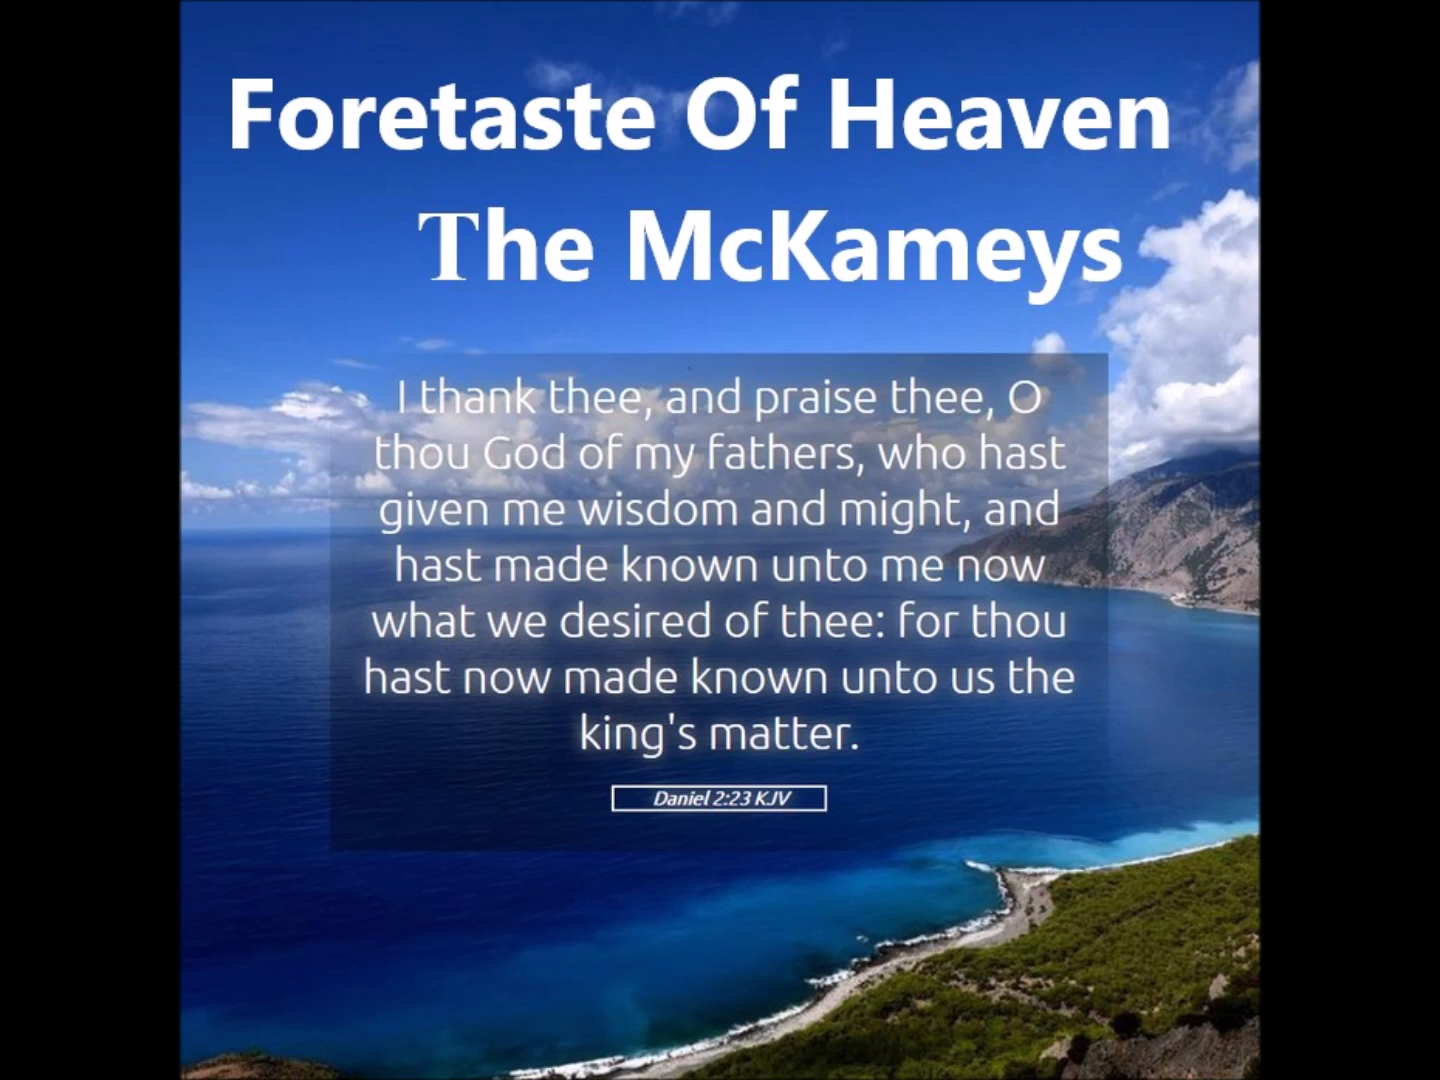 Foretaste Of Heaven
The McKameys
I thank thee, and praise thee, O
thou God of my fathers, who hast
given me wisdom and might, and
hast made known unto me now
what we desired of thee: for thou
hast now made known unto us the
king's matter.
Daniel 2:23 KJV